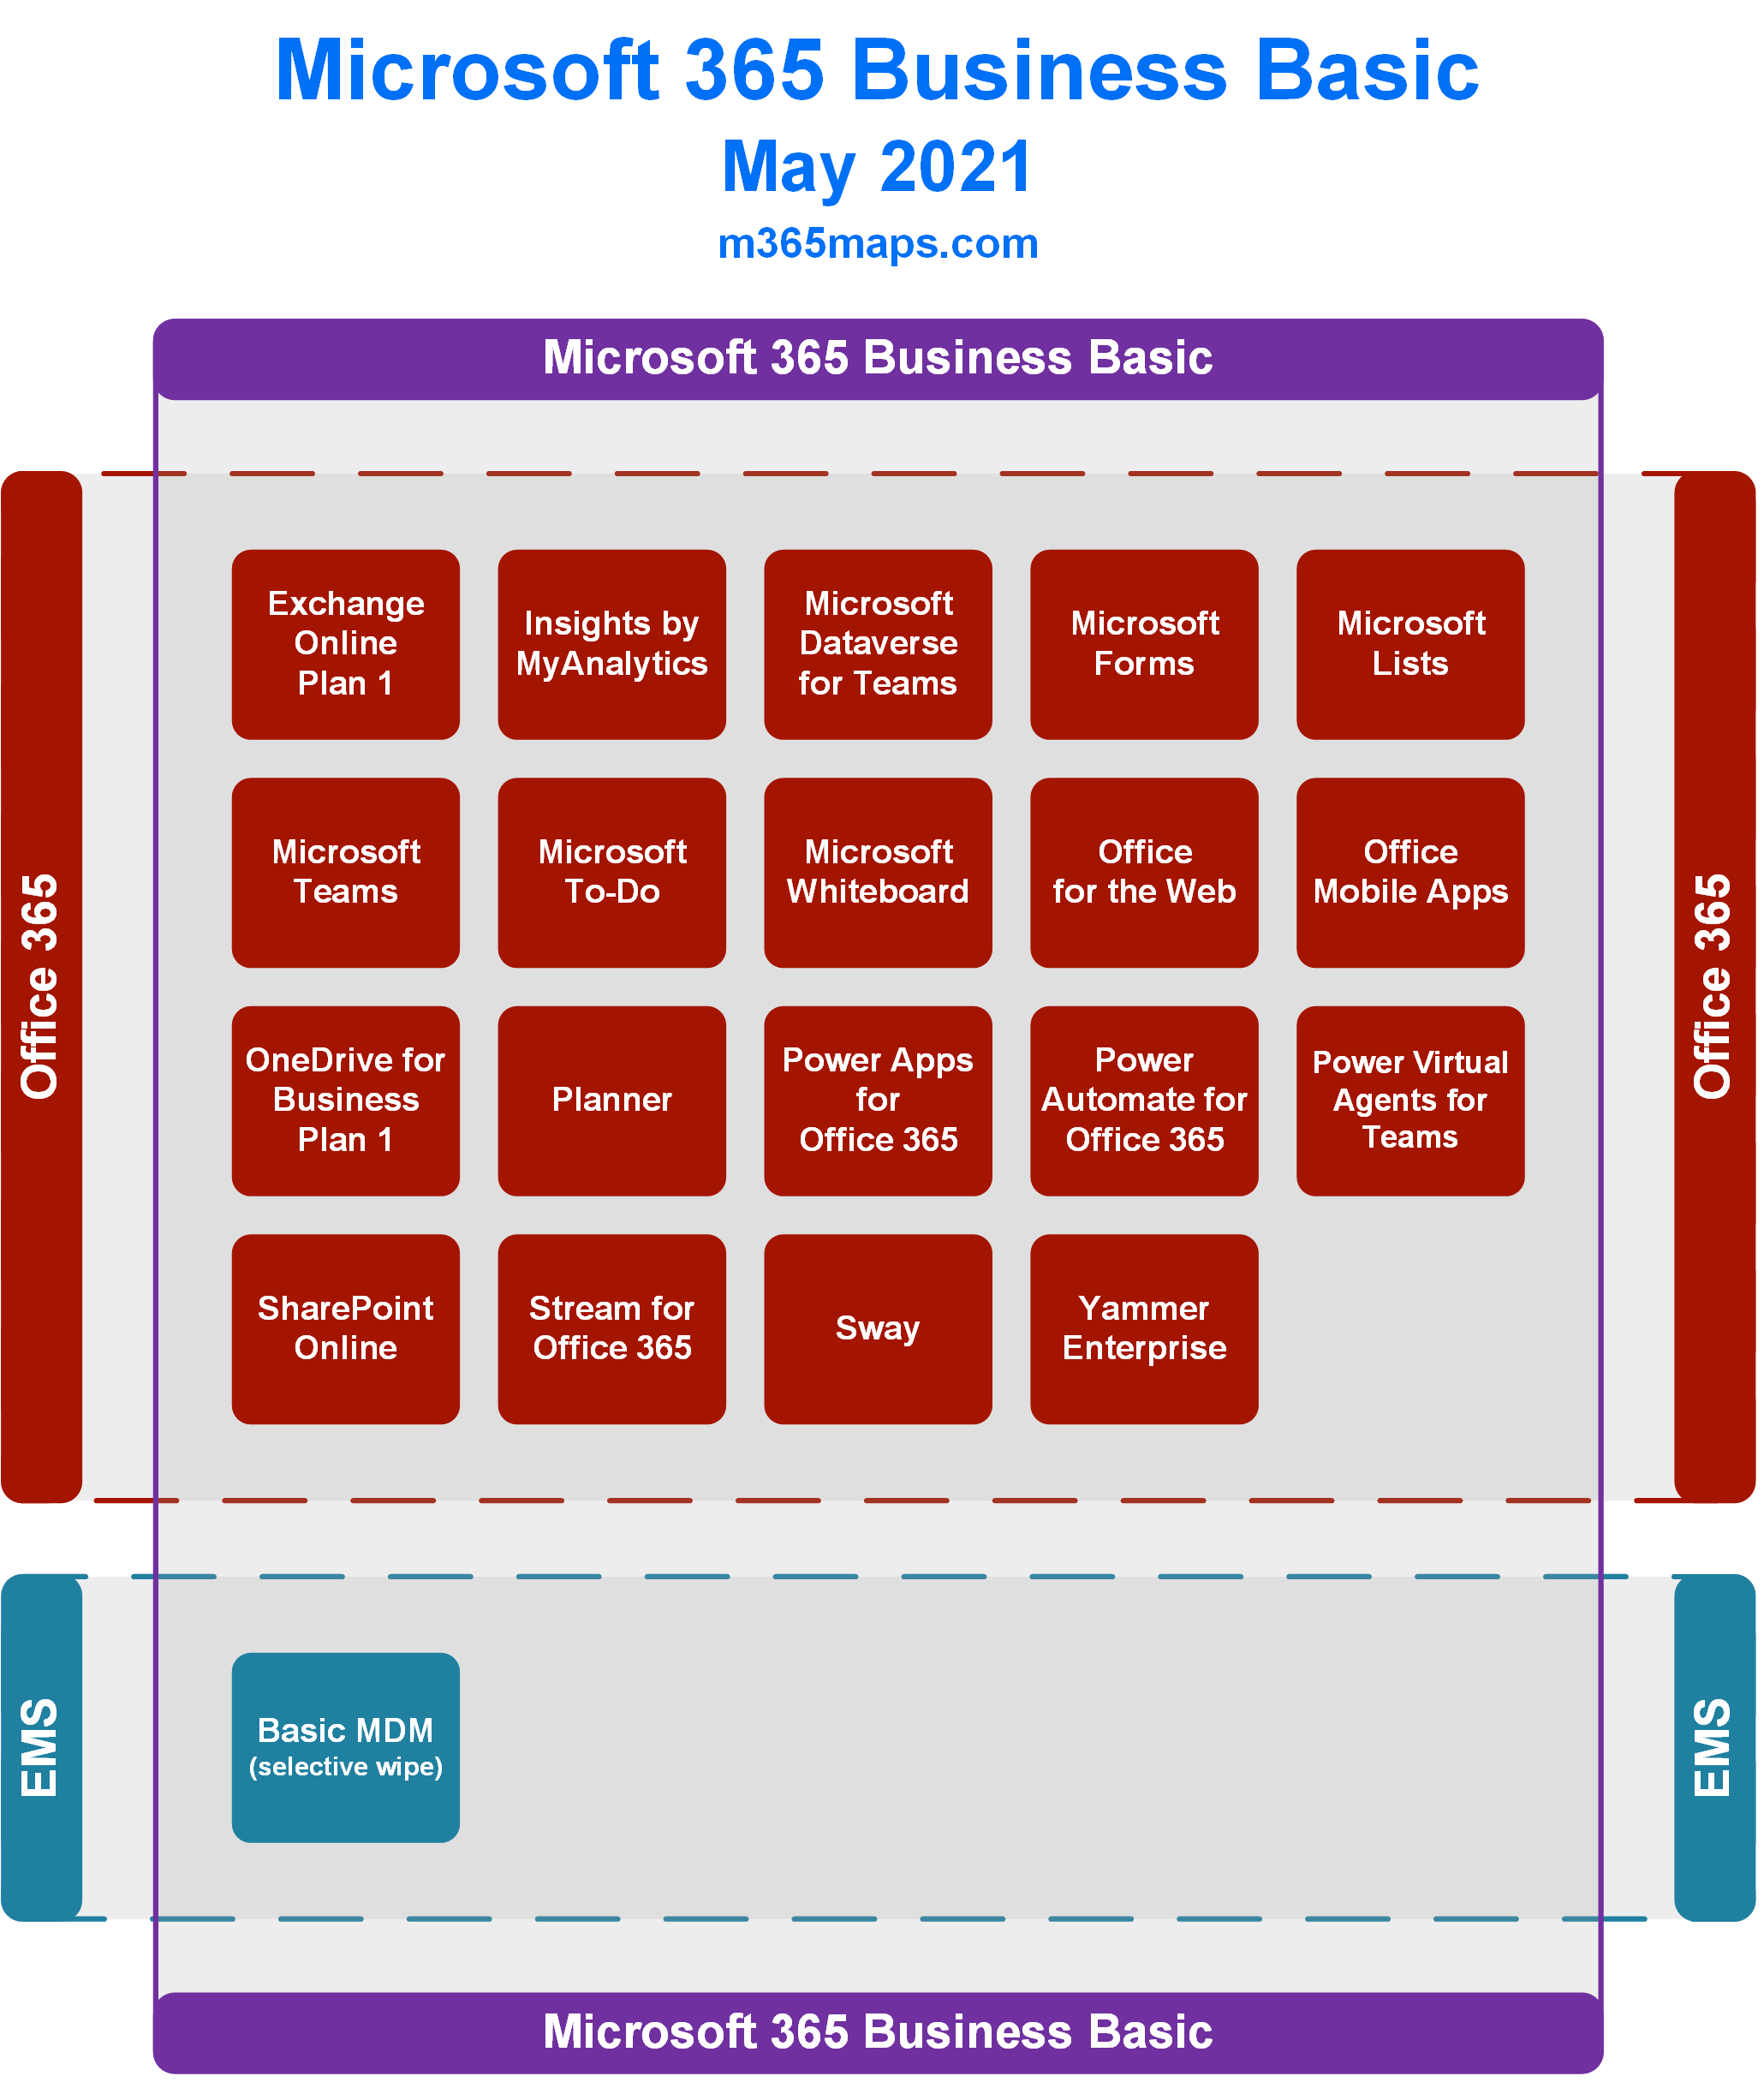 Microsoft 365 Business Basic
May 2021
m365maps.com
Microsoft 365 Business Basic
Office 365
Office 365
Exchange
Online
Plan 1
Insights by
MyAnalytics
Microsoft
Dataverse
for Teams
Microsoft
Forms
Microsoft
Lists
Microsoft
Teams
Microsoft
To-Do
Microsoft
Whiteboard
Office
for the Web
Office
Mobile Apps
OneDrive for
Business
Plan 1
Planner
Power Apps
for
Office 365
Power
Automate for
Office 365
Power Virtual
Agents for
Teams
SharePoint
Online
Stream for
Office 365
Sway
Yammer
Enterprise
EMS
EMS
Basic MDM
(selective wipe)
Microsoft 365 Business Basic